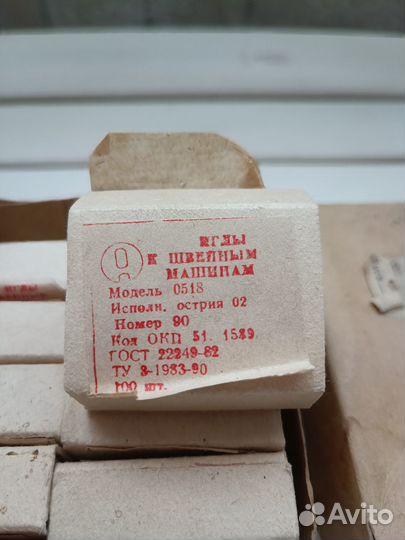 ИГЛЫ
К ШВЕЙНЫМ
МАШИНАМ
Модель 0518
Исполн. острия 02
Номер 90
Код ОКП 51. 1539
ГОСТ 22249-82
ТУ 3-1983-90
100 шт.
Avito